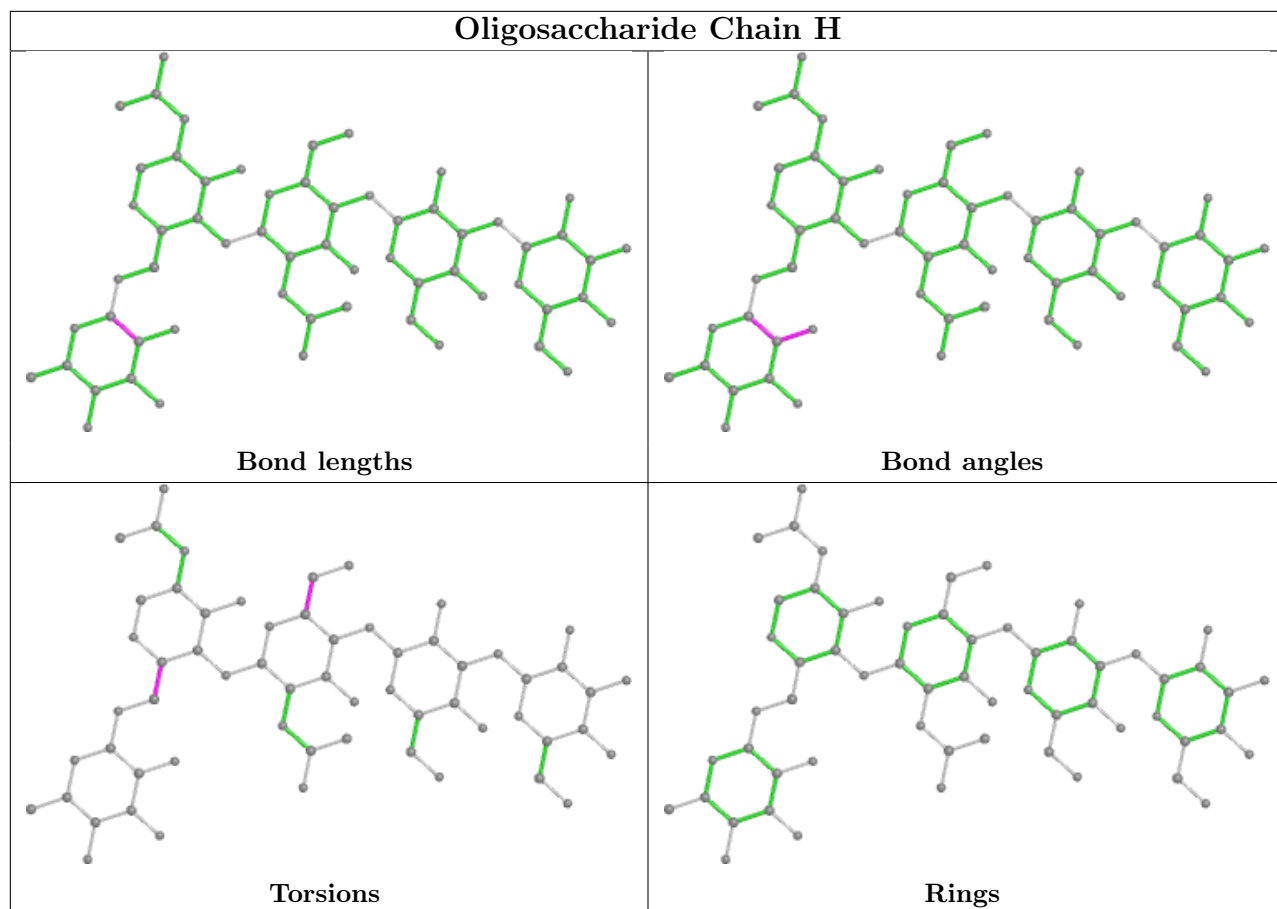 Oligosaccharide Chain H
Bond lengths
Bond angles
Torsions
Rings